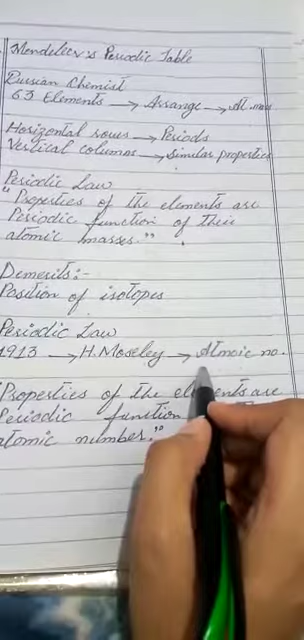 Mendeleev's Periodic Table
Russian Chemist
63 Elements → Arrange → At. mass
Horizontal rows → Periods
Vertical columns → Similar properties
Periodic Law
"Properties of the elements are
Periodic function of their
atomic masses".
Demerits:-
Position of isotopes
Periodic Law
1913 → H. Moseley → Atmoic no.
"Properties of the elements are
Periodic function
atomic number."